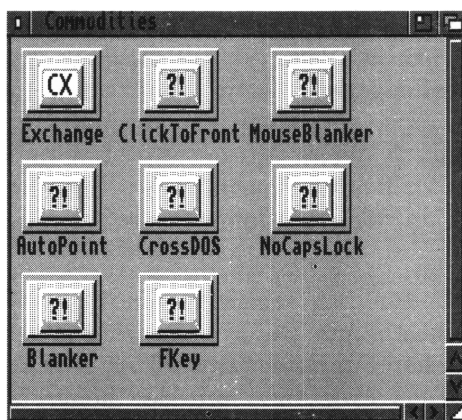 Commodities
CX ?! ?!
Exchange ClickToFront MouseBlanker
?! ?! ?!
AutoPoint CrossDOS NoCapsLock
?! ?!
Blanker FKey